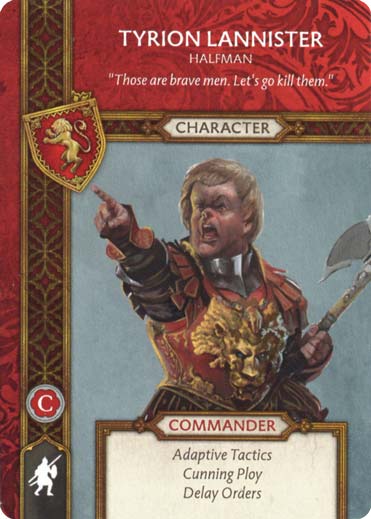 TYRION LANNISTER
HALFMAN
"Those are brave men. Let's go kill them."
CHARACTER
C
COMMANDER
Adaptive Tactics
Cunning Ploy
Delay Orders